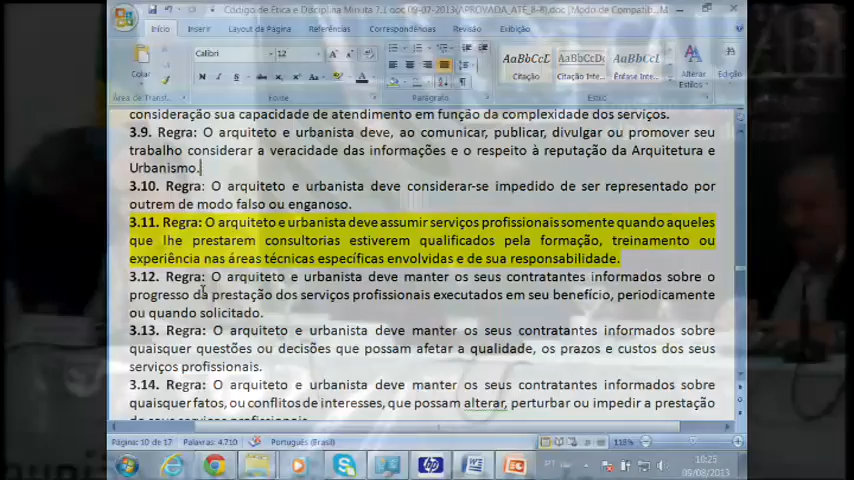 Código de Ética e Disciplina Minuta 7.1.doc 09-07-2013(APROVADA_ATÉ_8-8).doc [Modo de Compatib...
Início Layout da Página Referências Correspondências Revisão Exibição
Calibri 12
AaBbCcL AaBbCcD AaBbCcD
Colar Citação Citação Inte... Ênfase Inte... Alterar Edição
Estilos
Área de Transf... Fonte Parágrafo Estilo
consideração sua capacidade de atendimento em função da complexidade dos serviços.
3.9. Regra: O arquiteto e urbanista deve, ao comunicar, publicar, divulgar ou promover seu
trabalho considerar a veracidade das informações e o respeito à reputação da Arquitetura e
Urbanismo.
3.10. Regra: O arquiteto e urbanista deve considerar-se impedido de ser representado por
outrem de modo falso ou enganoso.
3.11. Regra: O arquiteto e urbanista deve assumir serviços profissionais somente quando aqueles
que lhe prestarem consultorias estiverem qualificados pela formação, treinamento ou
experiência nas áreas técnicas específicas envolvidas e de sua responsabilidade.
3.12. Regra: O arquiteto e urbanista deve manter os seus contratantes informados sobre o
progresso da prestação dos serviços profissionais executados em seu benefício, periodicamente
ou quando solicitado.
3.13. Regra: O arquiteto e urbanista deve manter os seus contratantes informados sobre
quaisquer questões ou decisões que possam afetar a qualidade, os prazos e custos dos seus
serviços profissionais.
3.14. Regra: O arquiteto e urbanista deve manter os seus contratantes informados sobre
quaisquer fatos, ou conflitos de interesses, que possam alterar, perturbar ou impedir a prestação
de seus serviços profissionais.
Página: 10 de 17 Palavras: 4.710 Português (Brasil) 118%
PT 10:25
09/08/2013